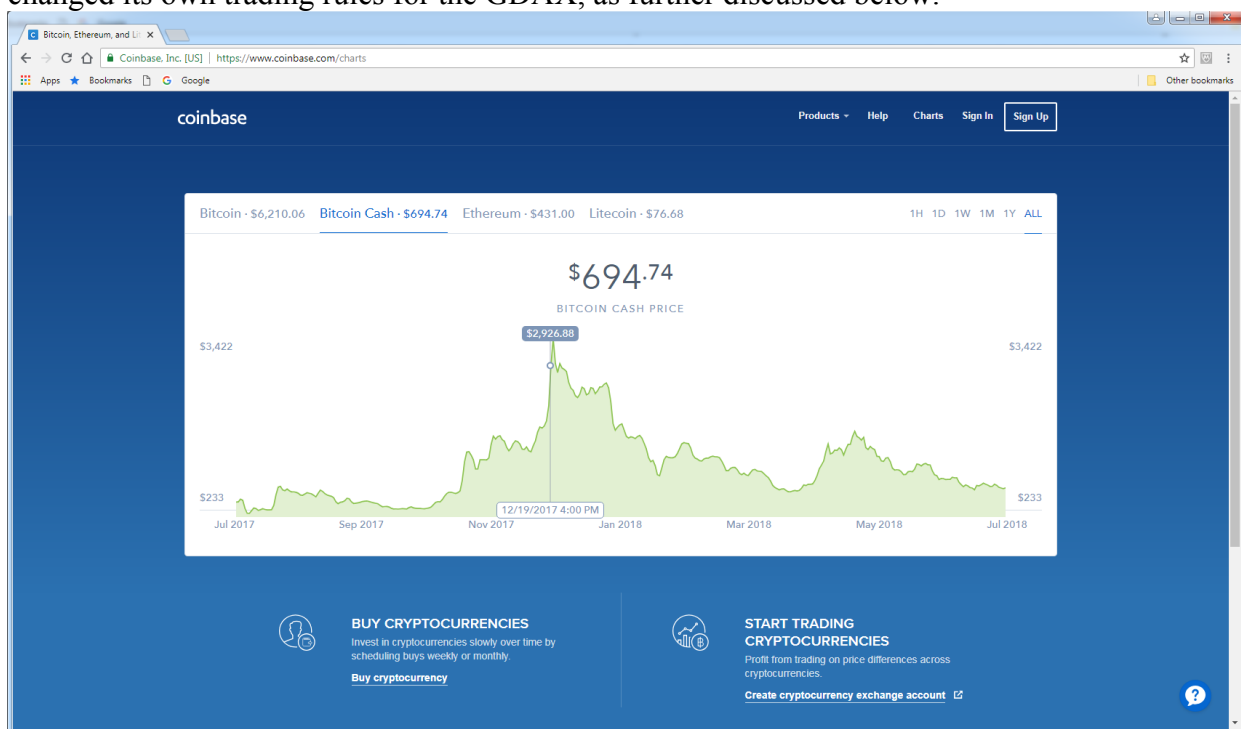 changed its own trading rules for the GDAX, as further discussed below.
Bitcoin, Ethereum, and Lit
Coinbase, Inc. [US] | https://www.coinbase.com/charts
Apps Bookmarks Google Other bookmarks
coinbase Products Help Charts Sign In Sign Up
Bitcoin · $6,210.06 Bitcoin Cash · $694.74 Ethereum · $431.00 Litecoin · $76.68 1H 1D 1W 1M 1Y ALL
$694.74
BITCOIN CASH PRICE
$2,926.88
$3,422 $3,422
$233 $233
12/19/2017 4:00 PM
Jul 2017 Sep 2017 Nov 2017 Jan 2018 Mar 2018 May 2018 Jul 2018
BUY CRYPTOCURRENCIES
Invest in cryptocurrencies slowly over time by
scheduling buys weekly or monthly.
Buy cryptocurrency
START TRADING
CRYPTOCURRENCIES
Profit from trading on price differences across
cryptocurrencies.
Create cryptocurrency exchange account
?